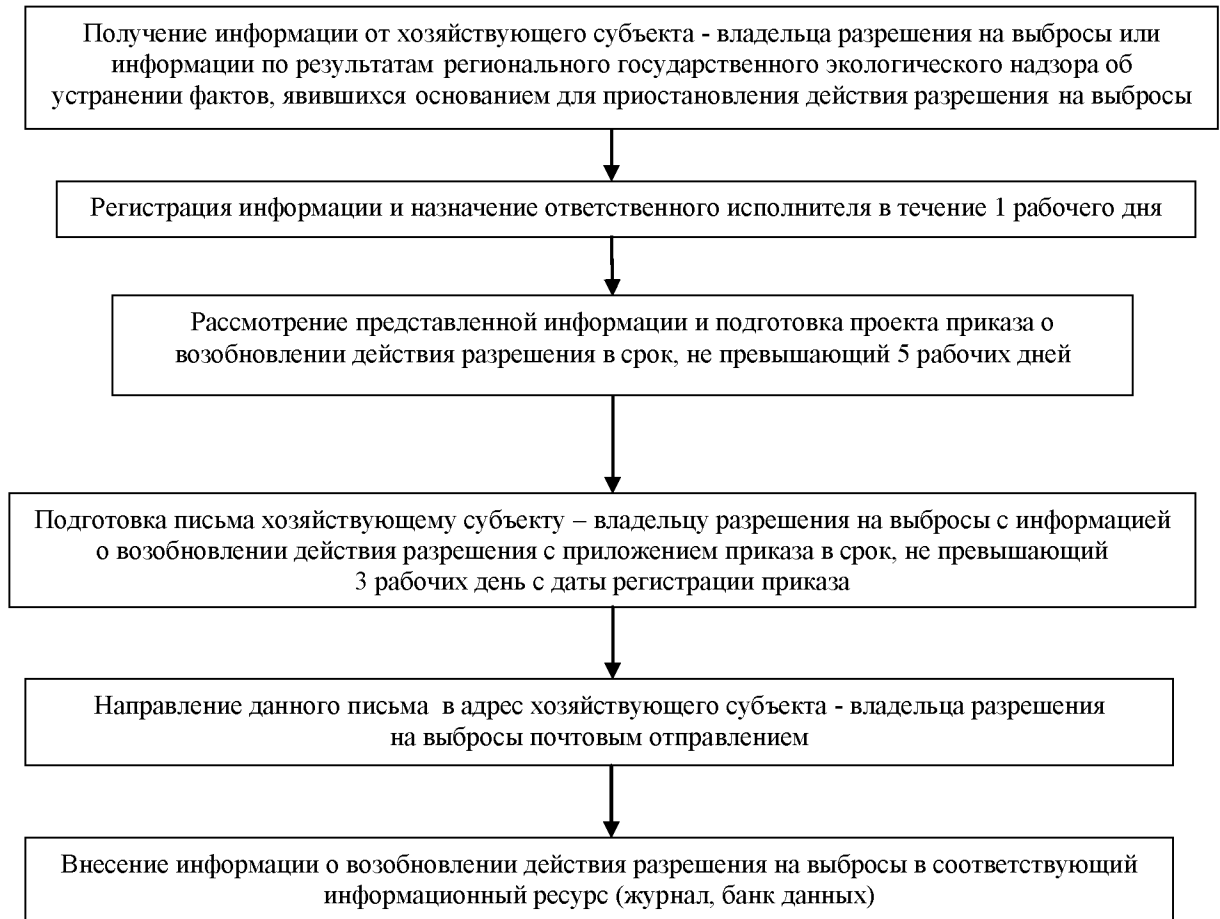 Получение информации от хозяйствующего субъекта - владельца разрешения на выбросы или
информации по результатам регионального государственного экологического надзора об
устранении фактов, явившихся основанием для приостановления действия разрешения на выбросы
Регистрация информации и назначение ответственного исполнителя в течение 1 рабочего дня
Рассмотрение представленной информации и подготовка проекта приказа о
возобновлении действия разрешения в срок, не превышающий 5 рабочих дней
Подготовка письма хозяйствующему субъекту – владельцу разрешения на выбросы с информацией
о возобновлении действия разрешения с приложением приказа в срок, не превышающий
3 рабочих день с даты регистрации приказа
Направление данного письма в адрес хозяйствующего субъекта - владельца разрешения
на выбросы почтовым отправлением
Внесение информации о возобновлении действия разрешения на выбросы в соответствующий
информационный ресурс (журнал, банк данных)